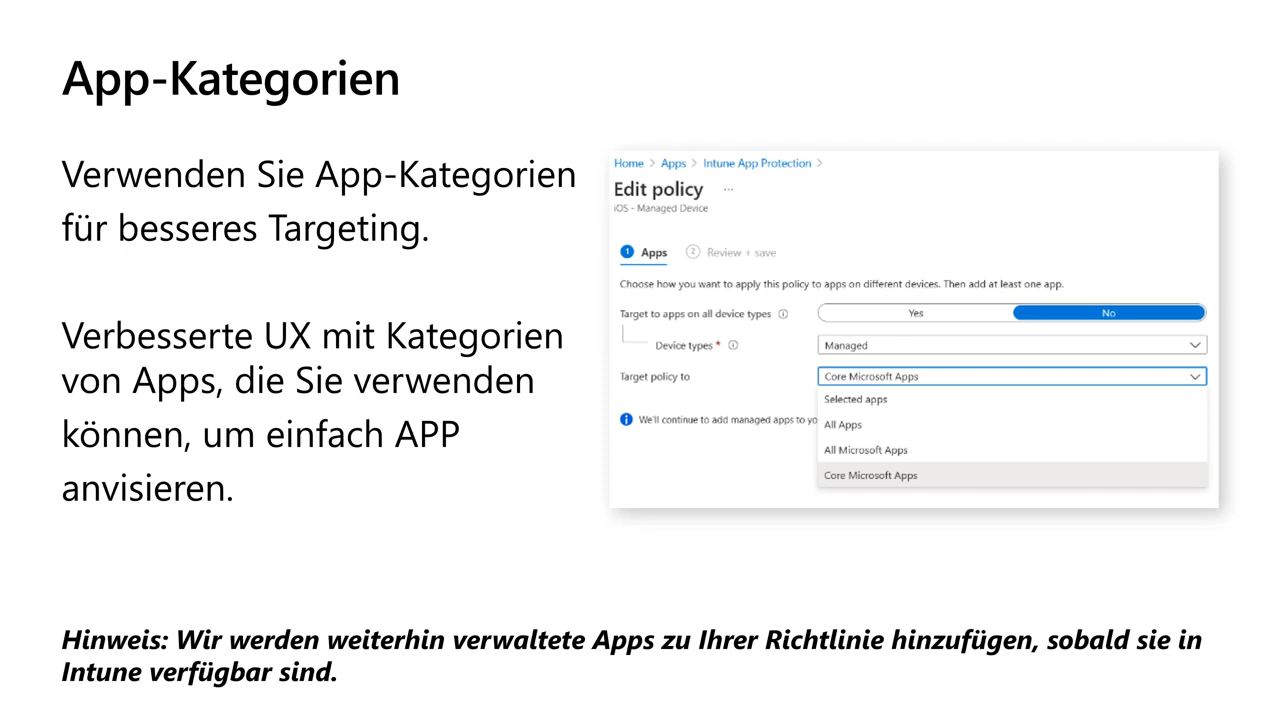 App-Kategorien
Verwenden Sie App-Kategorien
für besseres Targeting.
Verbesserte UX mit Kategorien
von Apps, die Sie verwenden
können, um einfach APP
anvisieren.
Home > Apps > Intune App Protection >
Edit policy ...
iOS - Managed Device
1 Apps 2 Review + save
Choose how you want to apply this policy to apps on different devices. Then add at least one app.
Target to apps on all device types Yes No
Device types * Managed
Target policy to Core Microsoft Apps
Selected apps
We'll continue to add managed apps to yo
All Apps
All Microsoft Apps
Core Microsoft Apps
Hinweis: Wir werden weiterhin verwaltete Apps zu Ihrer Richtlinie hinzufügen, sobald sie in
Intune verfügbar sind.